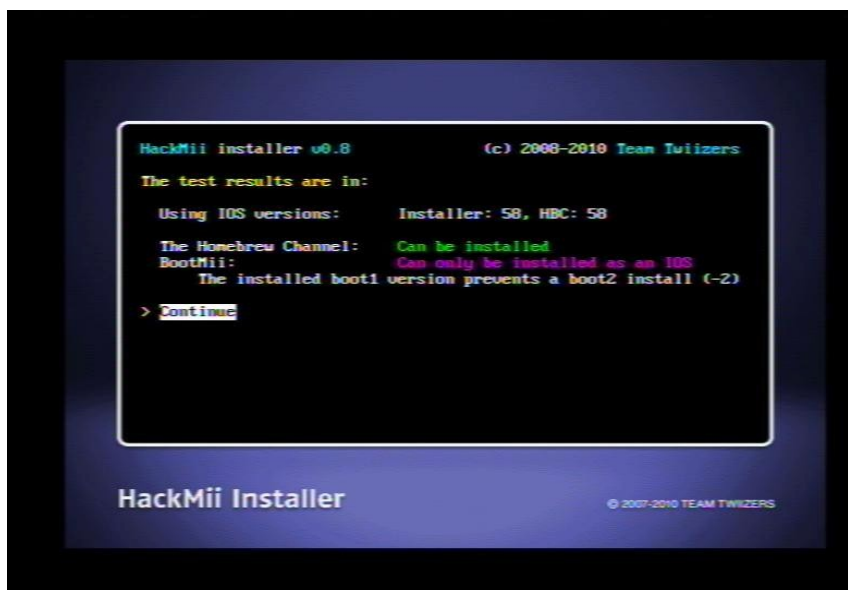 HackMii installer v0.8 (c) 2008-2010 Team Twiizers
The test results are in:
Using IOS versions: Installer: 58, HBC: 58
The Homebrew Channel: Can be installed
BootMii: Can only be installed as an IOS
The installed boot1 version prevents a boot2 install (-2)
> Continue
HackMii Installer © 2007-2010 TEAM TWIIZERS